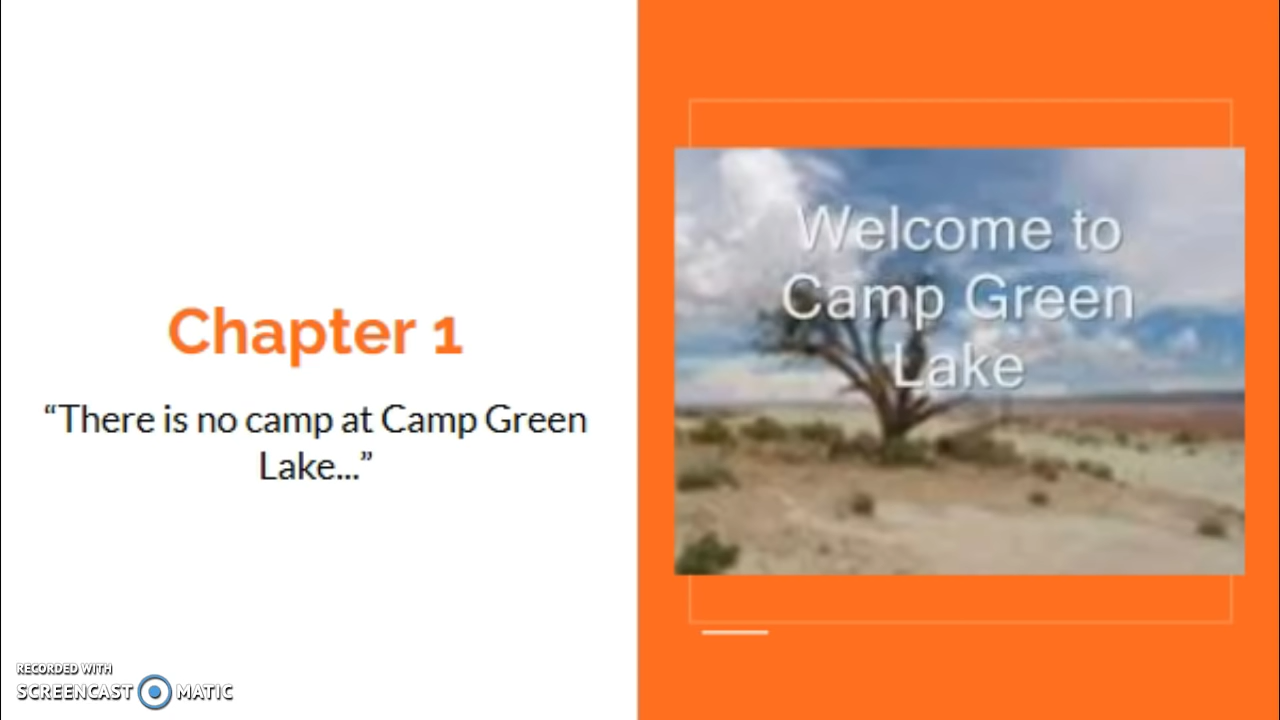 Chapter 1
“There is no camp at Camp Green
Lake...”
Welcome to
Camp Green
Lake
RECORDED WITH
SCREENCAST MATIC